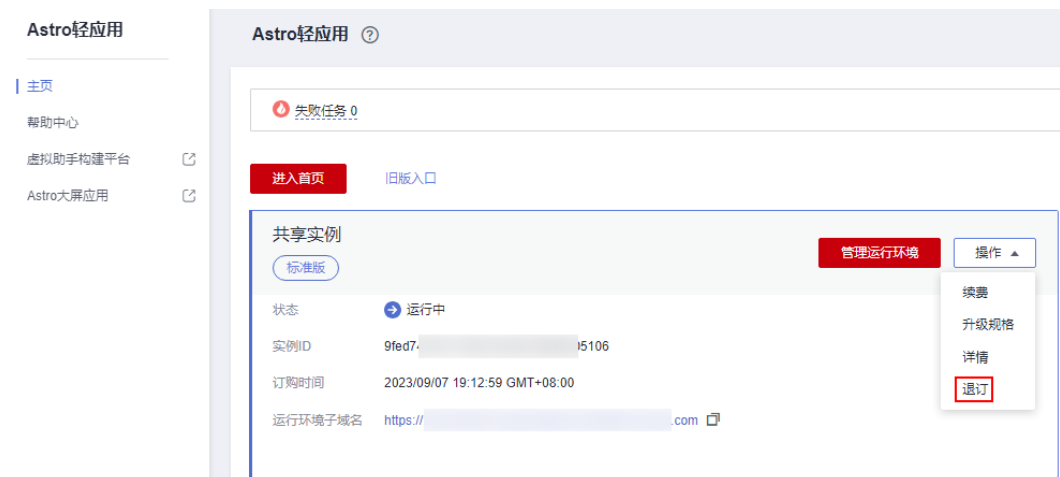 Astro轻应用
主页
帮助中心
虚拟助手构建平台
Astro大屏应用
Astro轻应用 ?
失败任务 0
进入首页 旧版入口
共享实例
标准版
管理运行环境 操作
续费
升级规格
详情
退订
状态 运行中
实例ID 9fed7 5106
订购时间 2023/09/07 19:12:59 GMT+08:00
运行环境子域名 https:// .com